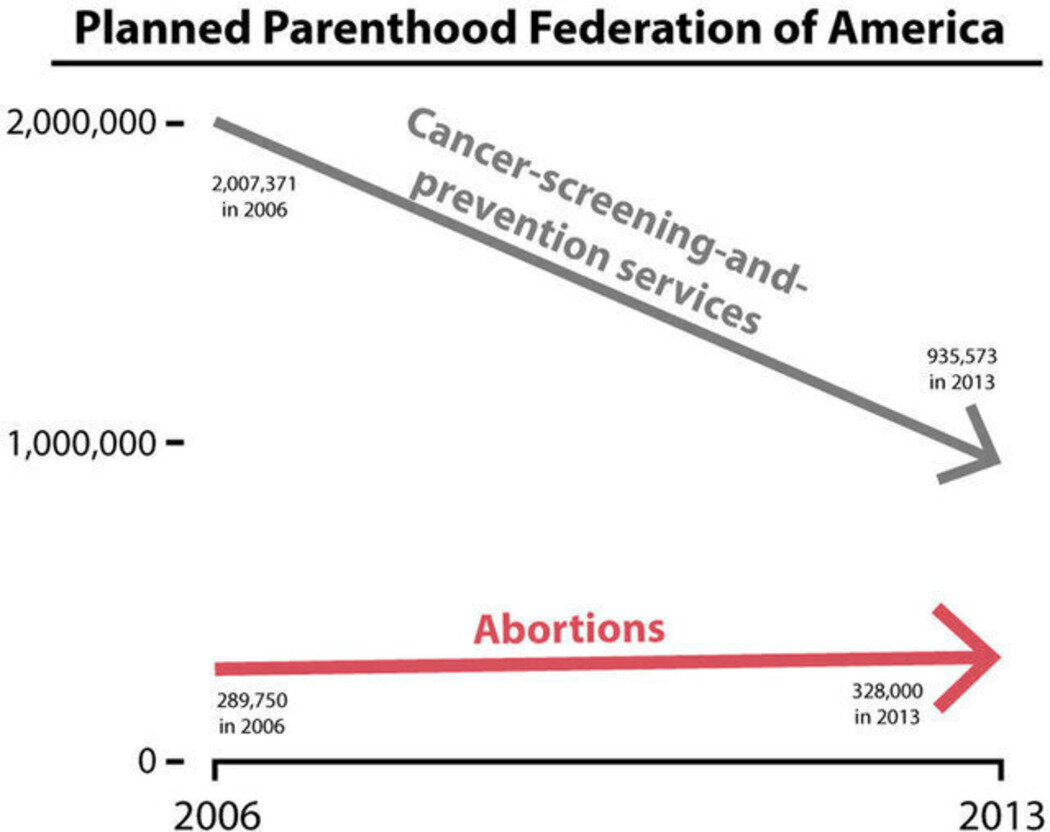 Planned Parenthood Federation of America
2,000,000
Cancer-screening-and-
prevention services
2,007,371
in 2006
935,573
in 2013
1,000,000
Abortions
289,750
in 2006
328,000
in 2013
0
2006
2013